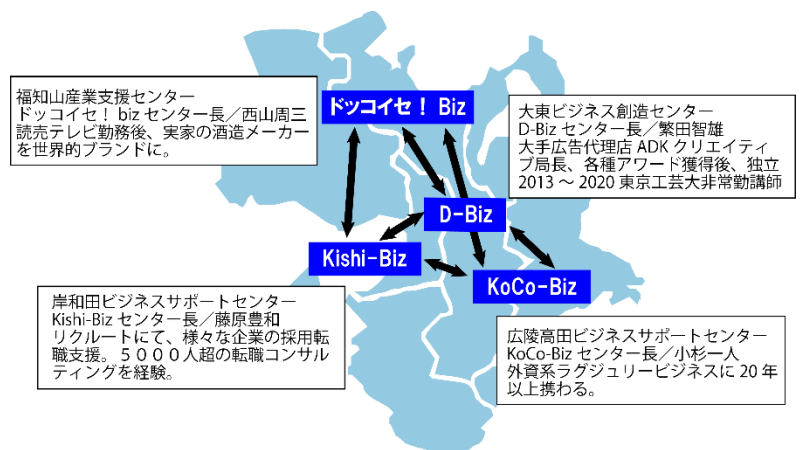 ドッコイセ！ Biz
福知山産業支援センター
ドッコイセ！ biz センター長／西山周三
読売テレビ勤務後、実家の酒造メーカー
を世界的ブランドに。
大東ビジネス創造センター
D-Biz センター長／繁田智雄
大手広告代理店 ADK クリエイティ
ブ局長、各種アワード獲得後、独立
2013 ～ 2020 東京工芸大非常勤講師
D-Biz
Kishi-Biz
KoCo-Biz
岸和田ビジネスサポートセンター
Kishi-Biz センター長／藤原豊和
リクルートにて、様々な企業の採用転
職支援。５０００人超の転職コンサル
ティングを経験。
広陵高田ビジネスサポートセンター
KoCo-Biz センター長／小杉一人
外資系ラグジュリービジネスに 20 年
以上携わる。